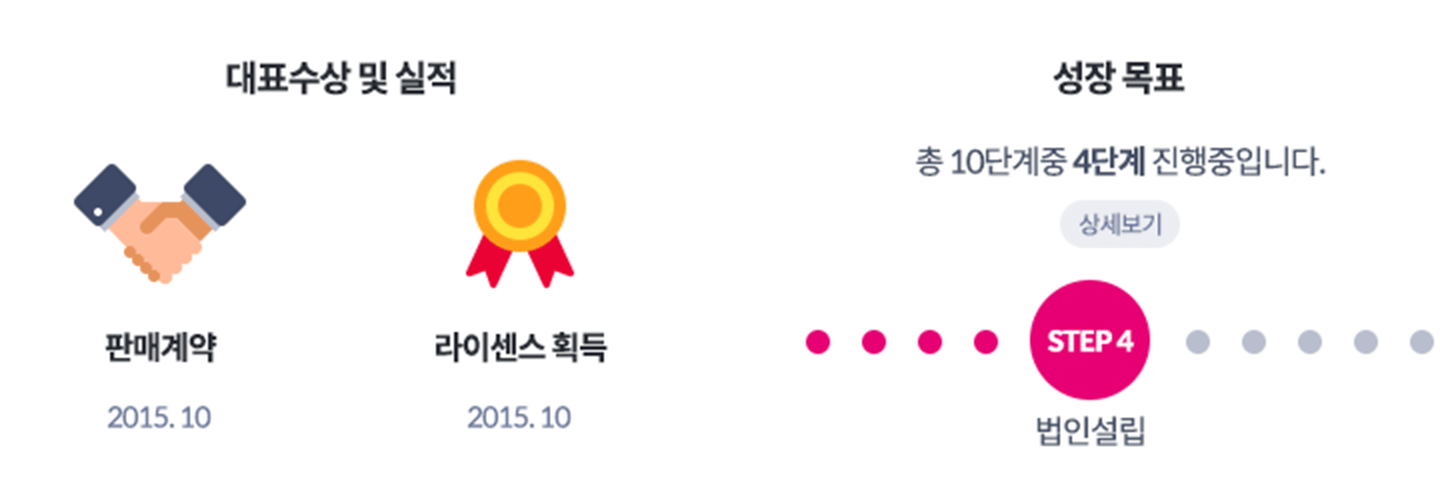 대표수상 및 실적
판매계약
2015. 10
라이센스 획득
2015. 10
성장 목표
총 10단계중 4단계 진행중입니다.
상세보기
STEP 4
법인설립